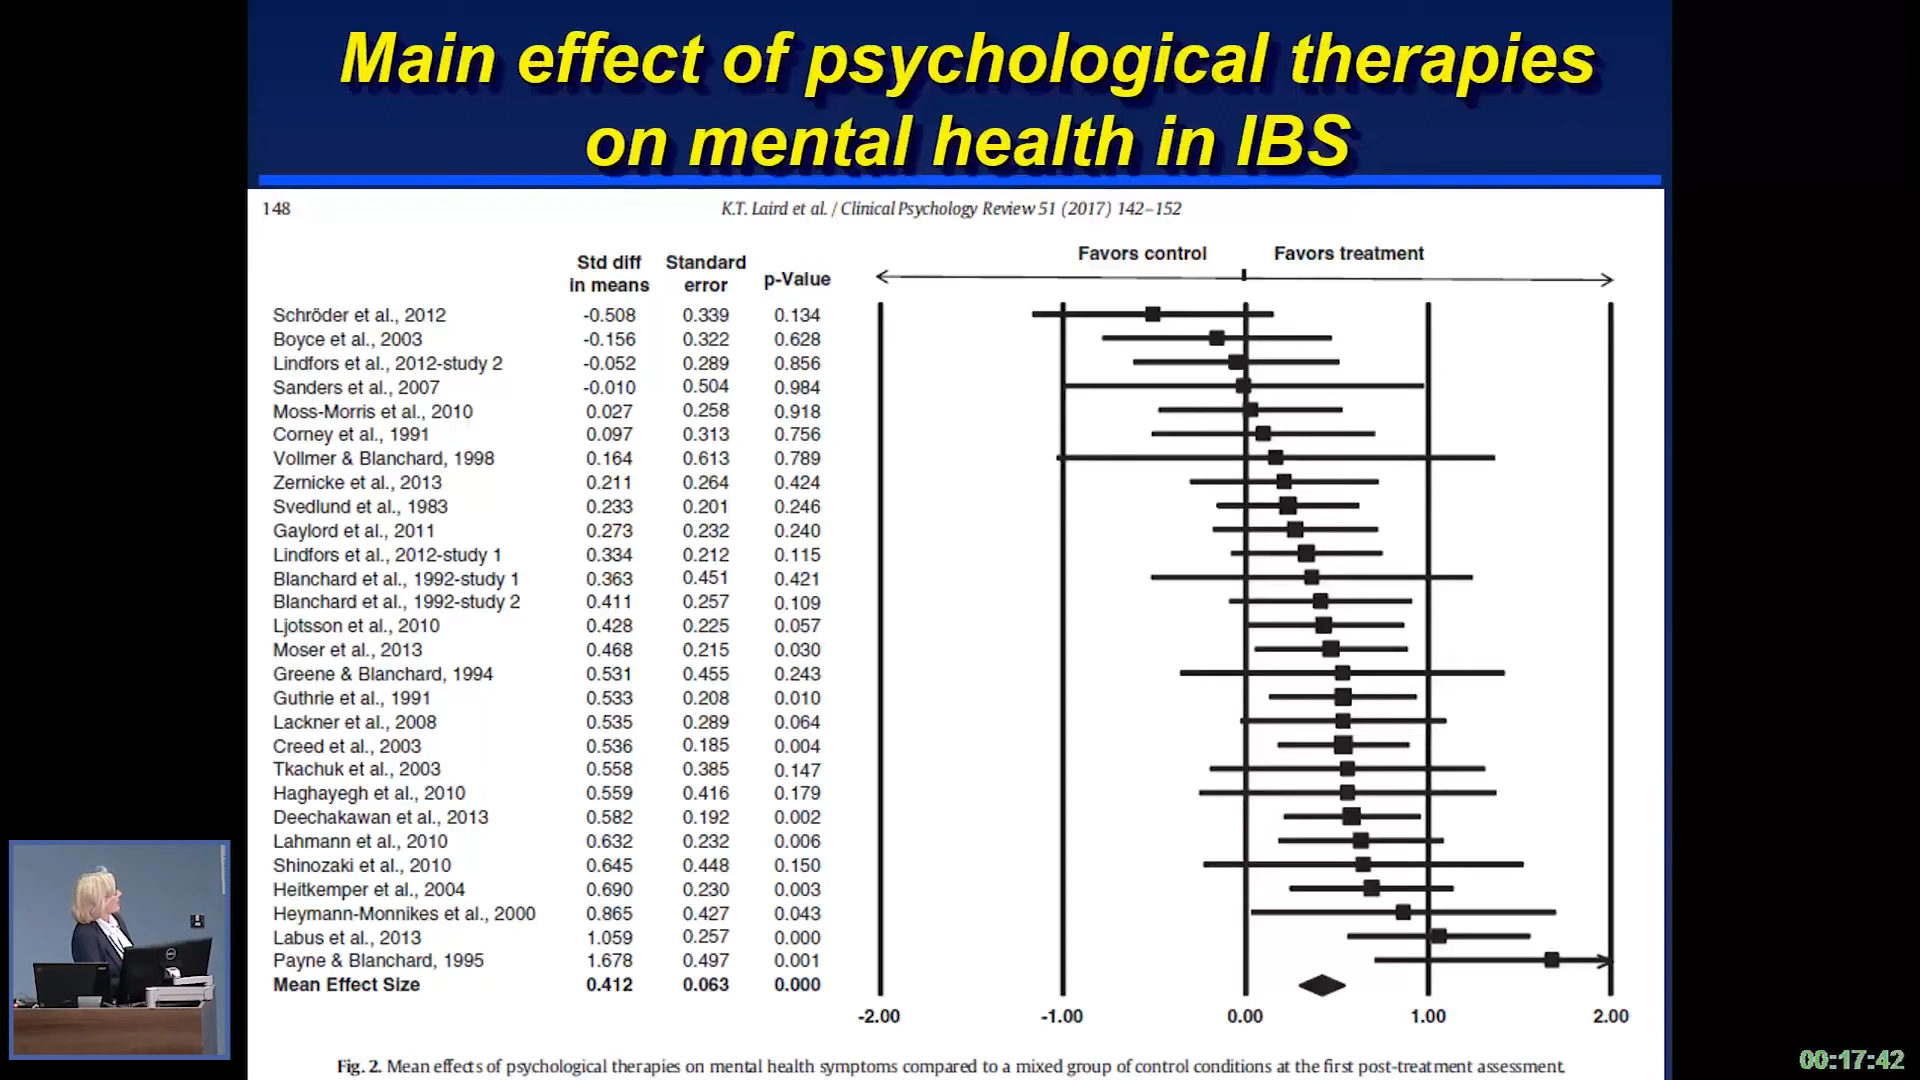 Main effect of psychological therapies
on mental health in IBS
148 K.T. Laird et al. / Clinical Psychology Review 51 (2017) 142–152
Favors control Favors treatment
Std diff Standard
in means error p-Value
Schröder et al., 2012 -0.508 0.339 0.134
Boyce et al., 2003 -0.156 0.322 0.628
Lindfors et al., 2012-study 2 -0.052 0.289 0.856
Sanders et al., 2007 -0.010 0.504 0.984
Moss-Morris et al., 2010 0.027 0.258 0.918
Corney et al., 1991 0.097 0.313 0.756
Vollmer & Blanchard, 1998 0.164 0.613 0.789
Zernicke et al., 2013 0.211 0.264 0.424
Svedlund et al., 1983 0.233 0.201 0.246
Gaylord et al., 2011 0.273 0.232 0.240
Lindfors et al., 2012-study 1 0.334 0.212 0.115
Blanchard et al., 1992-study 1 0.363 0.451 0.421
Blanchard et al., 1992-study 2 0.411 0.257 0.109
Ljotsson et al., 2010 0.428 0.225 0.057
Moser et al., 2013 0.468 0.215 0.030
Greene & Blanchard, 1994 0.531 0.455 0.243
Guthrie et al., 1991 0.533 0.208 0.010
Lackner et al., 2008 0.535 0.289 0.064
Creed et al., 2003 0.536 0.185 0.004
Tkachuk et al., 2003 0.558 0.385 0.147
Haghayegh et al., 2010 0.559 0.416 0.179
Deechakawan et al., 2013 0.582 0.192 0.002
Lahmann et al., 2010 0.632 0.232 0.006
Shinozaki et al., 2010 0.645 0.448 0.150
Heitkemper et al., 2004 0.690 0.230 0.003
Heymann-Monnikes et al., 2000 0.865 0.427 0.043
Labus et al., 2013 1.059 0.257 0.000
Payne & Blanchard, 1995 1.678 0.497 0.001
Mean Effect Size 0.412 0.063 0.000
-2.00 -1.00 0.00 1.00 2.00
Fig. 2. Mean effects of psychological therapies on mental health symptoms compared to a mixed group of control conditions at the first post-treatment assessment.
00:17:42